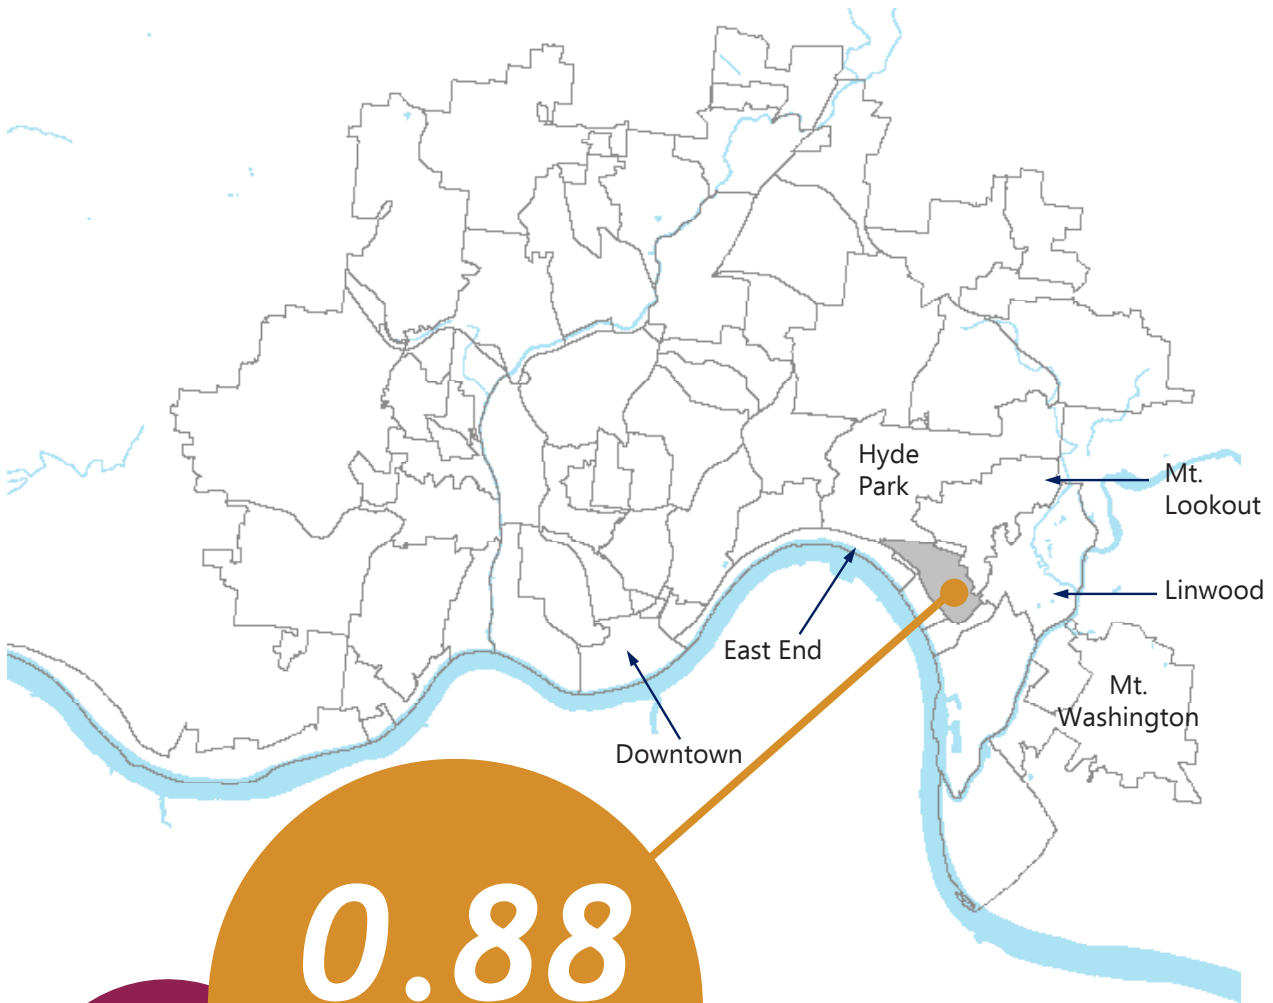 Hyde
Park
Mt.
Lookout
Linwood
East End
Mt.
Washington
Downtown
0.88